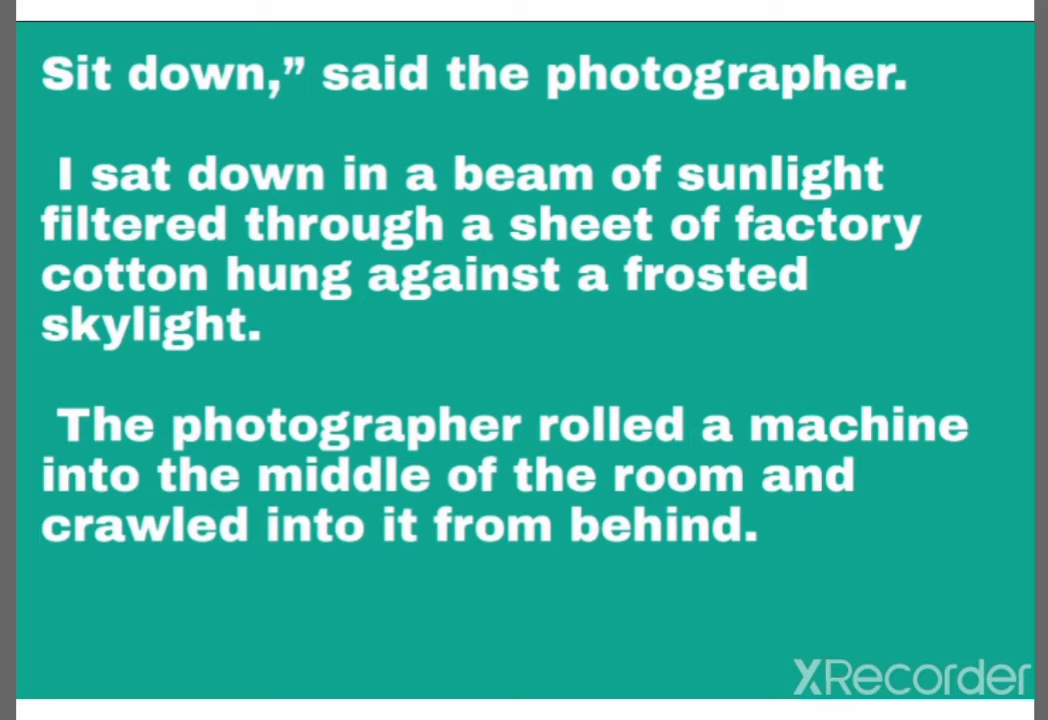 Sit down,” said the photographer.
I sat down in a beam of sunlight
filtered through a sheet of factory
cotton hung against a frosted
skylight.
The photographer rolled a machine
into the middle of the room and
crawled into it from behind.
XRecorder